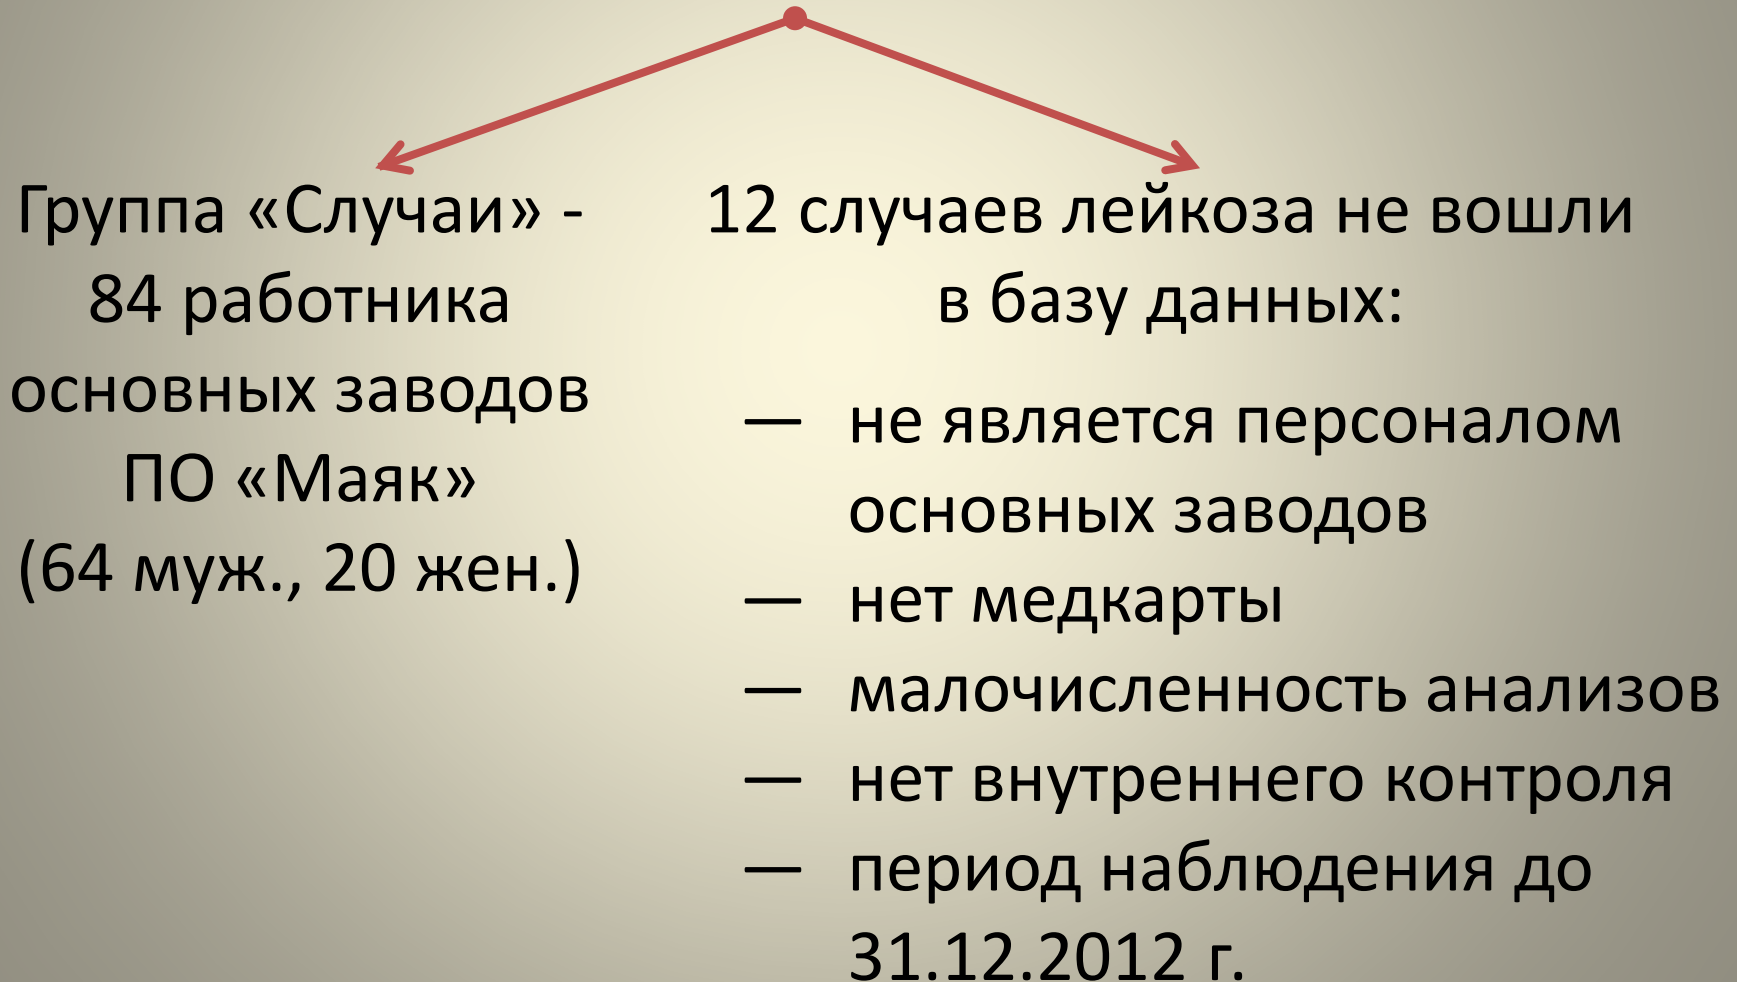 Группа «Случаи» -
84 работника
основных заводов
ПО «Маяк»
(64 муж., 20 жен.)
12 случаев лейкоза не вошли
в базу данных:
— не является персоналом
основных заводов
— нет медкарты
— малочисленность анализов
— нет внутреннего контроля
— период наблюдения до
31.12.2012 г.